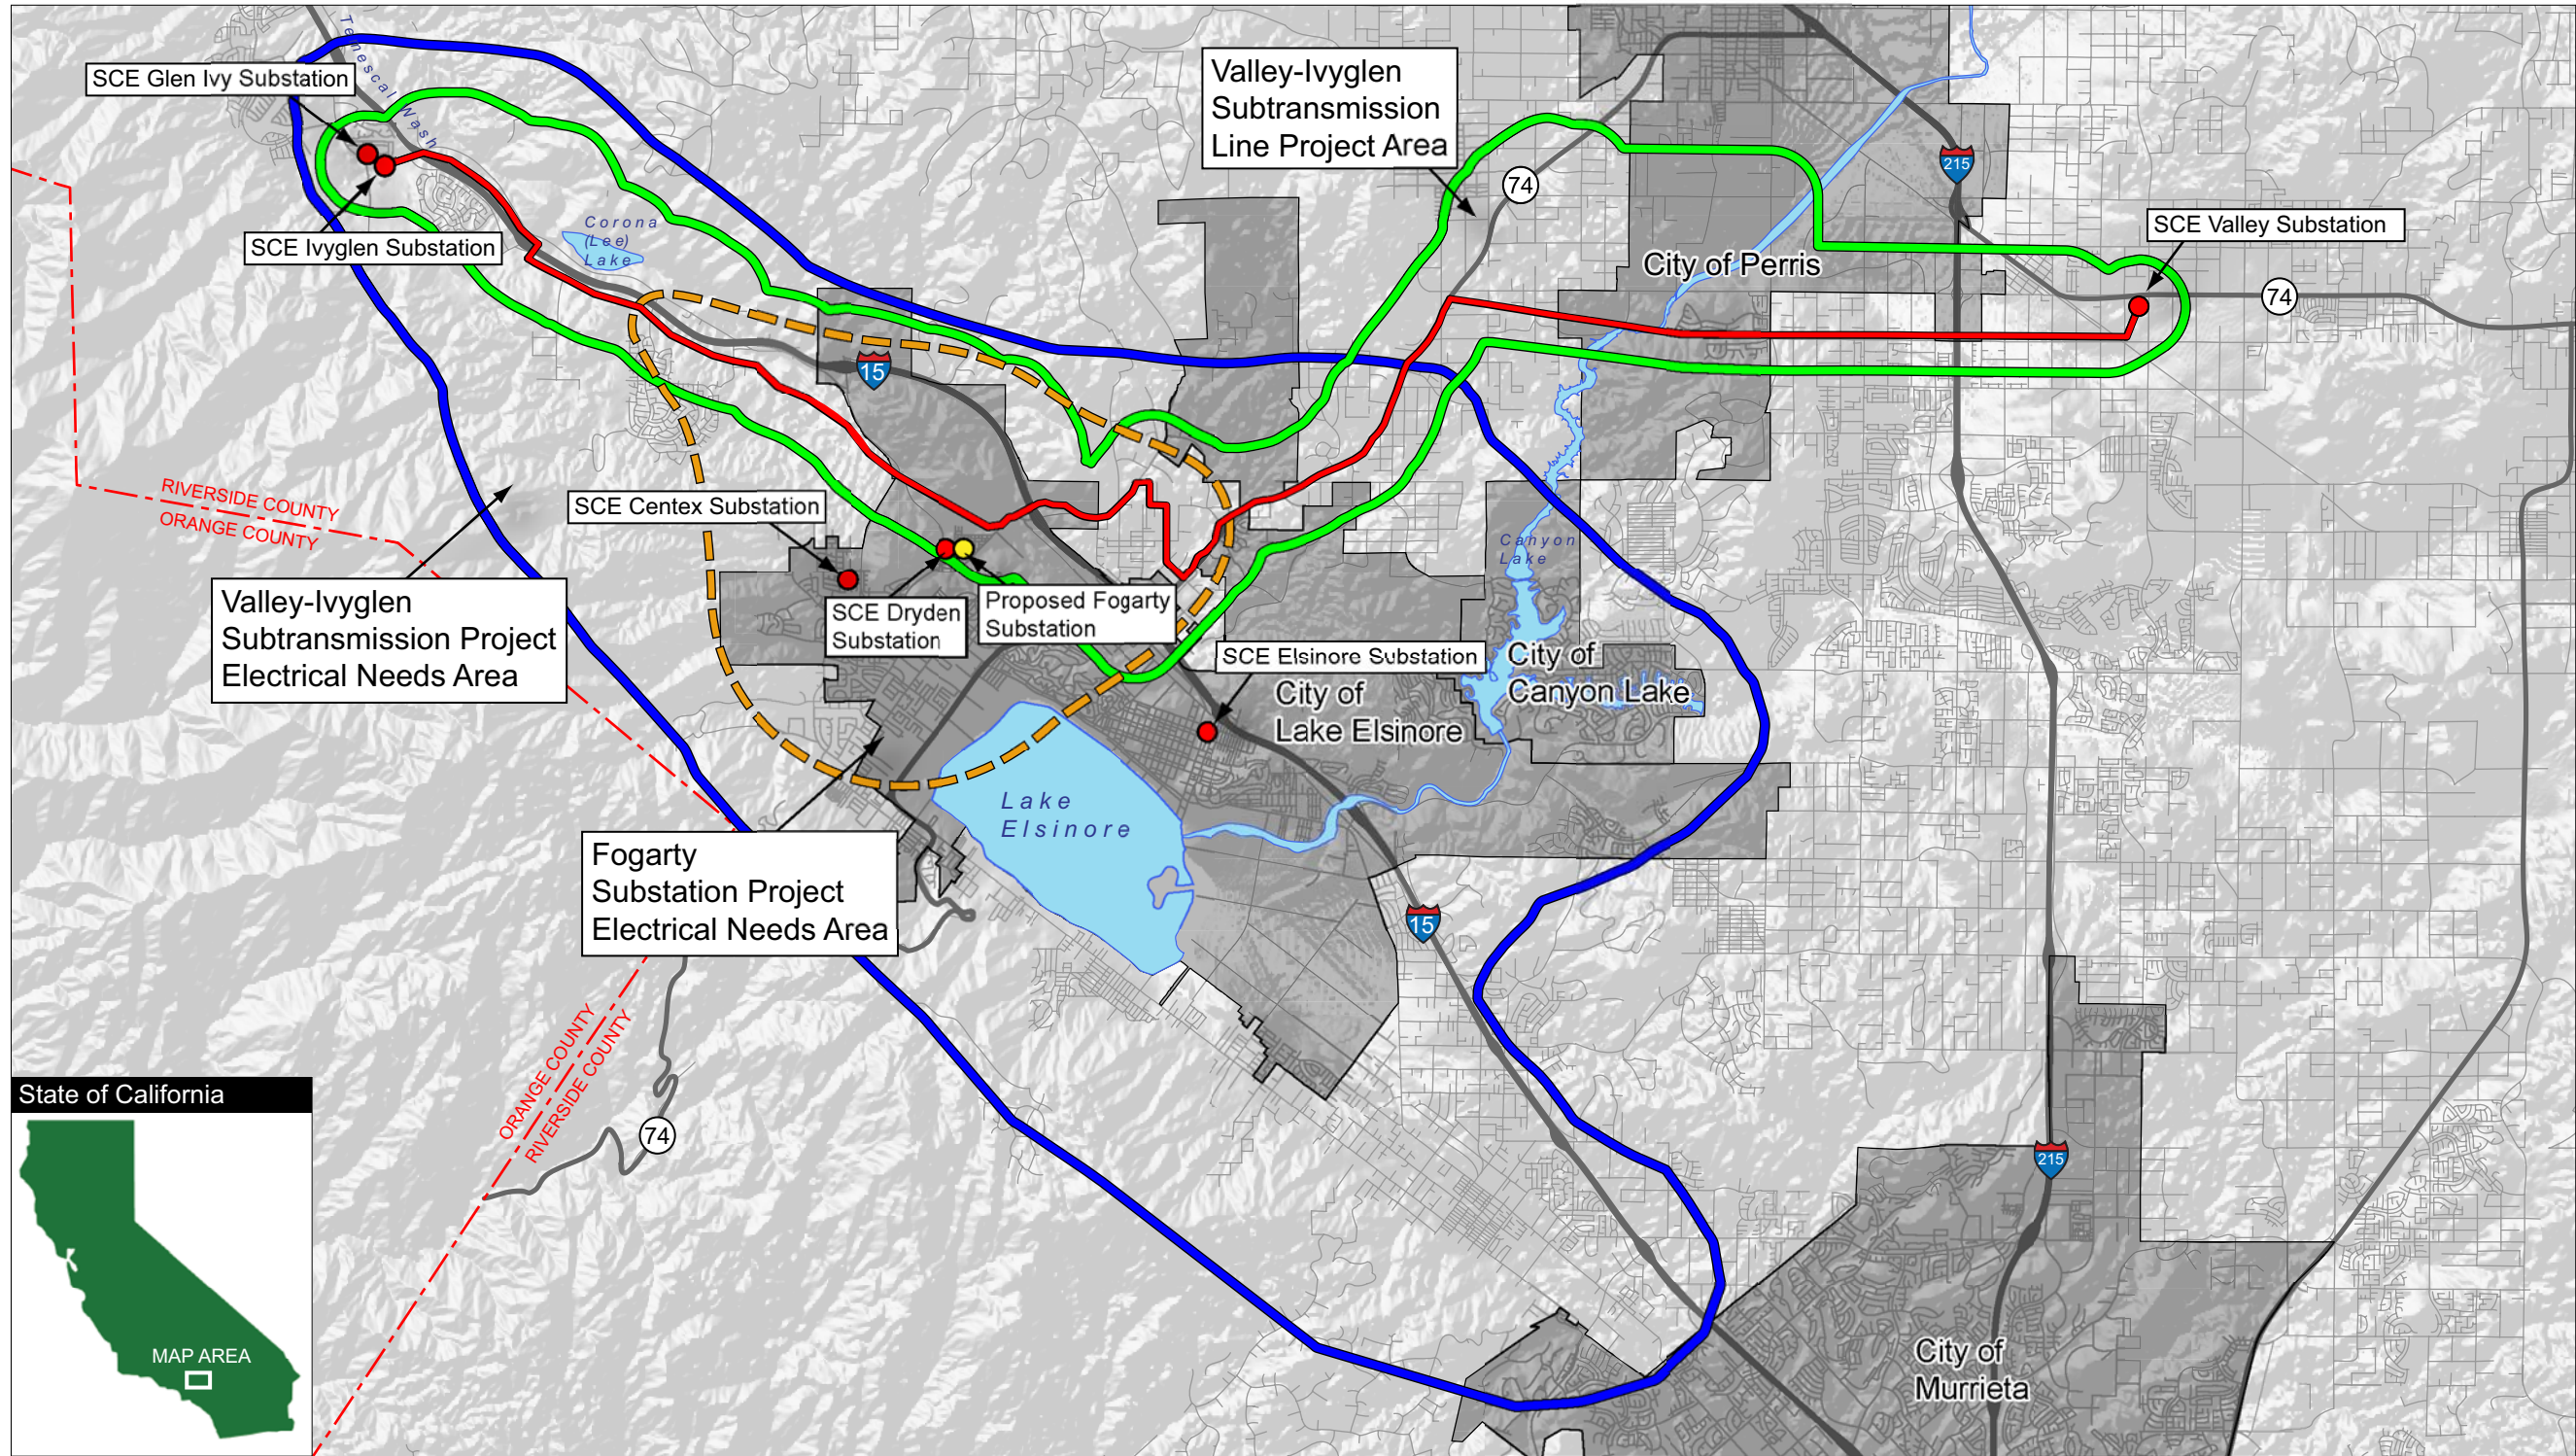 Temescal Wash
SCE Glen Ivy Substation
Valley-Ivyglen
Subtransmission
Line Project Area
74
215
SCE Valley Substation
SCE Ivyglen Substation
Corona
(Lee)
Lake
City of Perris
74
15
RIVERSIDE COUNTY
ORANGE COUNTY
SCE Centex Substation
Canyon
Lake
Valley-Ivyglen
Subtransmission Project
Electrical Needs Area
SCE Dryden
Substation
Proposed Fogarty
Substation
SCE Elsinore Substation
City of
Canyon Lake
City of
Lake Elsinore
Lake
Elsinore
Fogarty
Substation Project
Electrical Needs Area
15
ORANGE COUNTY
RIVERSIDE COUNTY
74
215
State of California
MAP AREA
City of
Murrieta